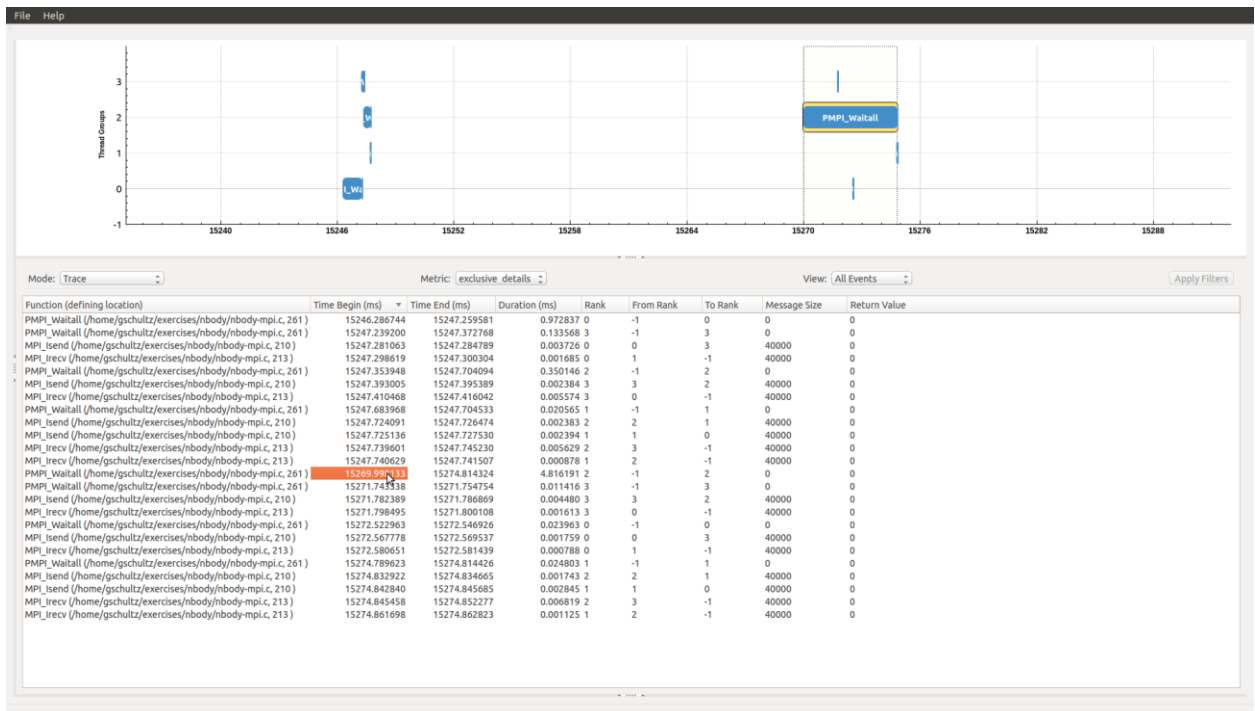 File Help
3
PMPI_Waitall
2
Thread Groups
1
I_Wa
0
-1
15240 15246 15252 15258 15264 15270 15276 15282 15288
Mode: Trace Metric: exclusive_details View: All Events Apply Filters
Function (defining location) Time Begin (ms) Time End (ms) Duration (ms) Rank From Rank To Rank Message Size Return Value
PMPI_Waitall (/home/gschultz/exercises/nbody/nbody-mpi.c, 261 ) 15246.286744 15247.259581 0.972837 0 -1 0 0 0
PMPI_Waitall (/home/gschultz/exercises/nbody/nbody-mpi.c, 261 ) 15247.239200 15247.372768 0.133568 3 -1 3 0 0
MPI_Isend (/home/gschultz/exercises/nbody/nbody-mpi.c, 210 ) 15247.281063 15247.284789 0.003726 0 0 3 40000 0
MPI_Irecv (/home/gschultz/exercises/nbody/nbody-mpi.c, 213 ) 15247.298619 15247.300304 0.001685 0 1 -1 40000 0
PMPI_Waitall (/home/gschultz/exercises/nbody/nbody-mpi.c, 261 ) 15247.353948 15247.704094 0.350146 2 -1 2 0 0
MPI_Isend (/home/gschultz/exercises/nbody/nbody-mpi.c, 210 ) 15247.393005 15247.395389 0.002384 3 3 2 40000 0
MPI_Irecv (/home/gschultz/exercises/nbody/nbody-mpi.c, 213 ) 15247.410468 15247.416042 0.005574 3 0 -1 40000 0
PMPI_Waitall (/home/gschultz/exercises/nbody/nbody-mpi.c, 261 ) 15247.683968 15247.704533 0.020565 1 -1 1 0 0
MPI_Isend (/home/gschultz/exercises/nbody/nbody-mpi.c, 210 ) 15247.724091 15247.726474 0.002383 2 2 1 40000 0
MPI_Isend (/home/gschultz/exercises/nbody/nbody-mpi.c, 210 ) 15247.725136 15247.727530 0.002394 1 1 0 40000 0
MPI_Irecv (/home/gschultz/exercises/nbody/nbody-mpi.c, 213 ) 15247.739601 15247.745230 0.005629 2 3 -1 40000 0
MPI_Irecv (/home/gschultz/exercises/nbody/nbody-mpi.c, 213 ) 15247.740629 15247.741507 0.000878 1 2 -1 40000 0
PMPI_Waitall (/home/gschultz/exercises/nbody/nbody-mpi.c, 261 ) 15274.814324 4.816191 2 -1 2 0 0
PMPI_Waitall (/home/gschultz/exercises/nbody/nbody-mpi.c, 261 ) 15271.743338 15271.754754 0.011416 3 -1 3 0 0
MPI_Isend (/home/gschultz/exercises/nbody/nbody-mpi.c, 210 ) 15271.782389 15271.786869 0.004480 3 3 2 40000 0
MPI_Irecv (/home/gschultz/exercises/nbody/nbody-mpi.c, 213 ) 15271.798495 15271.800108 0.001613 3 0 -1 40000 0
PMPI_Waitall (/home/gschultz/exercises/nbody/nbody-mpi.c, 261 ) 15272.522963 15272.546926 0.023963 0 -1 0 0 0
MPI_Isend (/home/gschultz/exercises/nbody/nbody-mpi.c, 210 ) 15272.567778 15272.569537 0.001759 0 0 3 40000 0
MPI_Irecv (/home/gschultz/exercises/nbody/nbody-mpi.c, 213 ) 15272.580651 15272.581439 0.000788 0 1 -1 40000 0
PMPI_Waitall (/home/gschultz/exercises/nbody/nbody-mpi.c, 261 ) 15274.789623 15274.814426 0.024803 1 -1 1 0 0
MPI_Isend (/home/gschultz/exercises/nbody/nbody-mpi.c, 210 ) 15274.832922 15274.834665 0.001743 2 2 1 40000 0
MPI_Isend (/home/gschultz/exercises/nbody/nbody-mpi.c, 210 ) 15274.842840 15274.845685 0.002845 1 1 0 40000 0
MPI_Irecv (/home/gschultz/exercises/nbody/nbody-mpi.c, 213 ) 15274.845458 15274.852277 0.006819 2 3 -1 40000 0
MPI_Irecv (/home/gschultz/exercises/nbody/nbody-mpi.c, 213 ) 15274.861698 15274.862823 0.001125 1 2 -1 40000 0